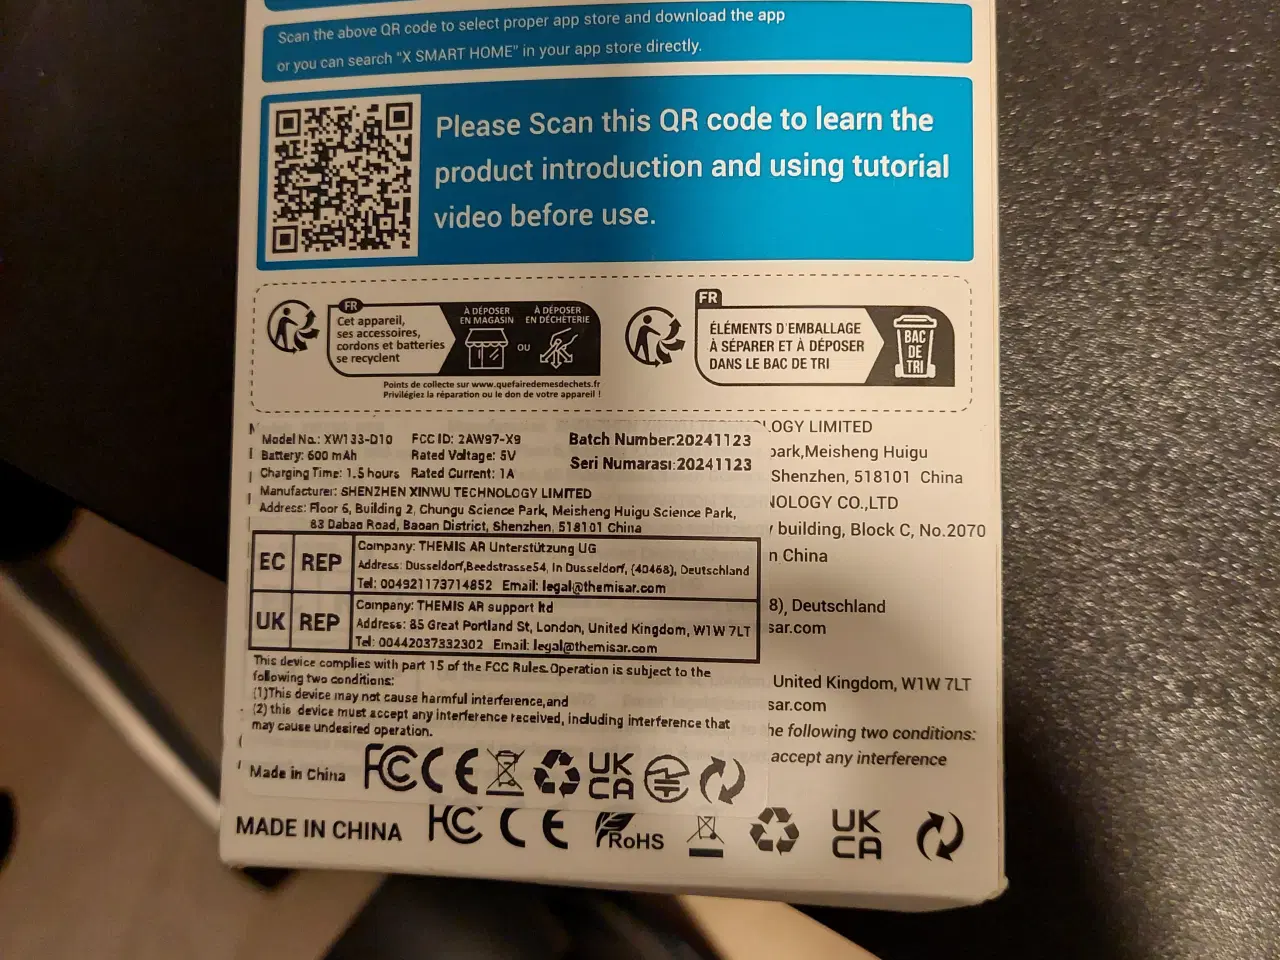 Scan the above QR code to select proper app store and download the app
or you can search “X SMART HOME” in your app store directly.
Please Scan this QR code to learn the
product introduction and using tutorial
video before use.
FR
Cet appareil,
ses accessoires,
cordons et batteries
se recyclent
À DÉPOSER
EN MAGASIN
OU
À DÉPOSER
EN DÉCHÈTERIE
Points de collecte sur www.quefairedemesdechets.fr
Privilégiez la réparation ou le don de votre appareil !
FR
ÉLÉMENTS D'EMBALLAGE
À SÉPARER ET À DÉPOSER
DANS LE BAC DE TRI
BAC
DE
TRI
Model No.: XW133-D10 FCC ID: 2AW97-X9 Batch Number:20241123
Battery: 600 mAh Rated Voltage: 5V Seri Numarası:20241123
Charging Time: 1.5 hours Rated Current: 1A
Manufacturer: SHENZHEN XINWU TECHNOLOGY LIMITED
Address: Floor 6, Building 2, Chungu Science Park, Meisheng Huigu Science Park,
83 Dabao Road, Baoan District, Shenzhen, 518101 China
EC REP
Company: THEMIS AR Unterstützung UG
Address: Dusseldorf,Beedstrasse54, In Dusseldorf, (40468), Deutschland
Tel: 004921173714852 Email: legal@themisar.com
UK REP
Company: THEMIS AR support ltd
Address: 85 Great Portland St, London, United Kingdom, W1W 7LT
Tel: 00442037332302 Email: legal@themisar.com
This device complies with part 15 of the FCC Rules.Operation is subject to the
following two conditions:
(1)This device may not cause harmful interference,and
(2) this device must accept any interference received, including interference that
may cause undesired operation.
Made in China FCC CE UK CA
LOGY LIMITED
park,Meisheng Huigu
Shenzhen, 518101 China
NOLOGY CO.,LTD
building, Block C, No.2070
n China
8), Deutschland
sar.com
United Kingdom, W1W 7LT
sar.com
he following two conditions:
accept any interference
MADE IN CHINA FC CE RoHS UK CA